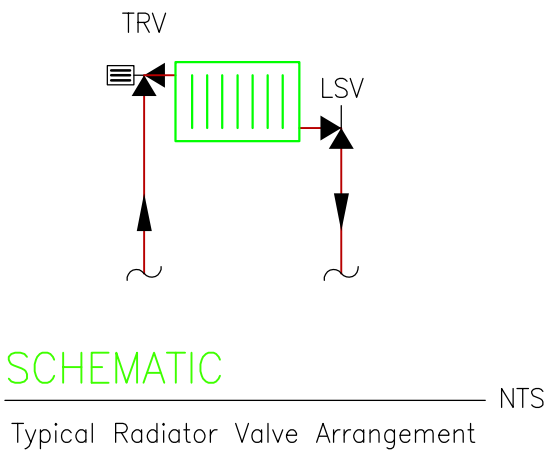 TRV
LSV
SCHEMATIC
NTS
Typical Radiator Valve Arrangement